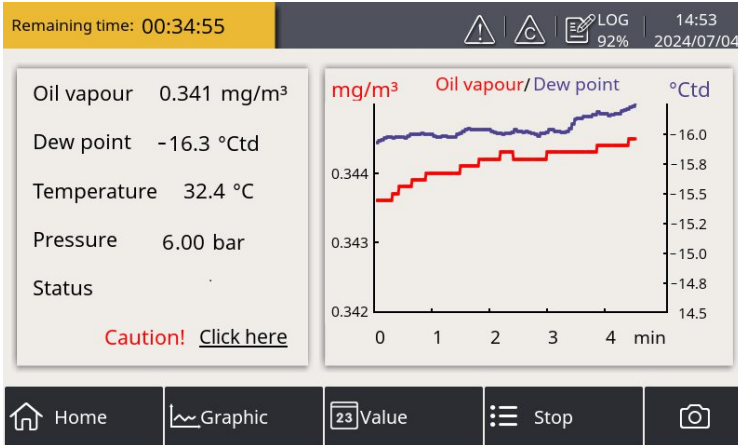 Remaining time: 00:34:55
LOG
92%
14:53
2024/07/04
Oil vapour 0.341 mg/m³
Dew point -16.3 °Ctd
Temperature 32.4 °C
Pressure 6.00 bar
Status
Caution! Click here
mg/m³ Oil vapour/Dew point °Ctd
0.344
0.343
0.342
-16.0
-15.8
-15.5
-15.2
-15.0
-14.8
14.5
0 1 2 3 4 min
Home
Graphic
23 Value
Stop